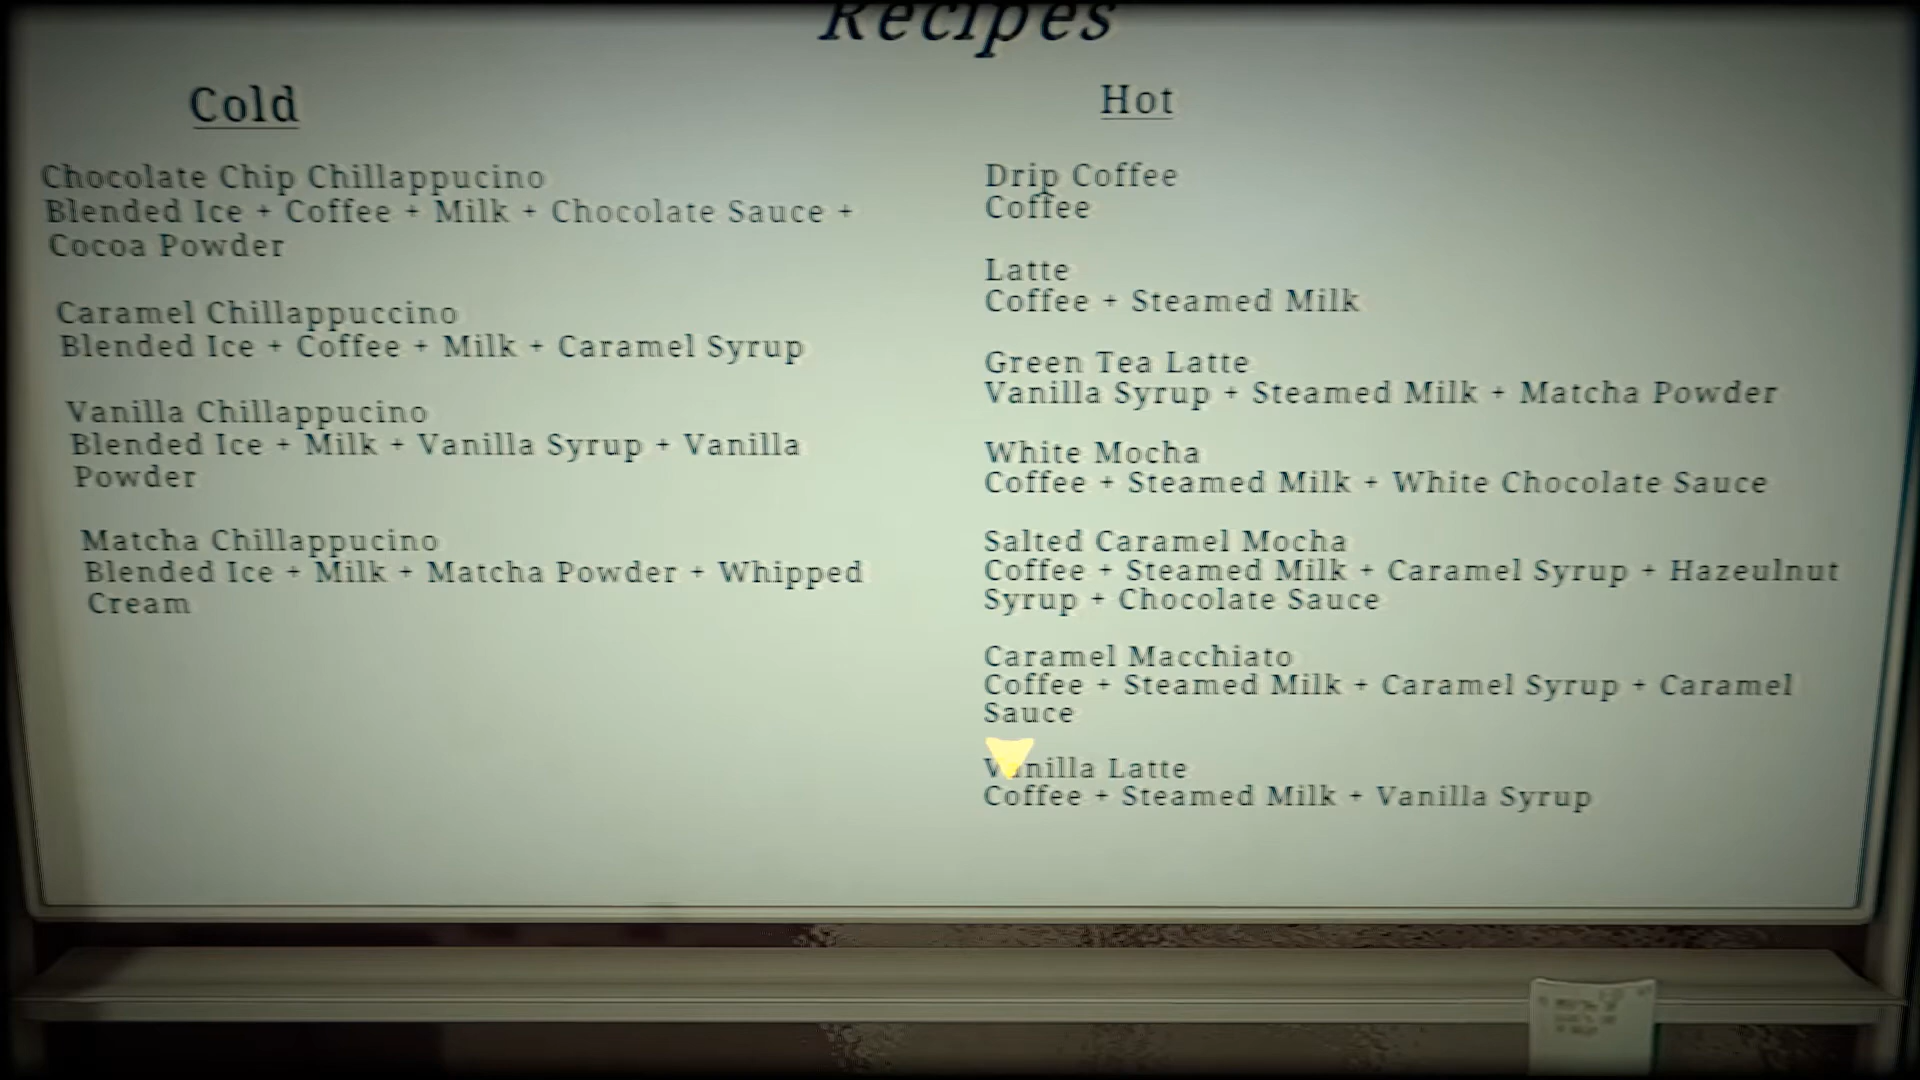 Recipes
Cold
Chocolate Chip Chillappucino
Blended Ice + Coffee + Milk + Chocolate Sauce +
Cocoa Powder
Caramel Chillappuccino
Blended Ice + Coffee + Milk + Caramel Syrup
Vanilla Chillappucino
Blended Ice + Milk + Vanilla Syrup + Vanilla
Powder
Matcha Chillappucino
Blended Ice + Milk + Matcha Powder + Whipped
Cream
Hot
Drip Coffee
Coffee
Latte
Coffee + Steamed Milk
Green Tea Latte
Vanilla Syrup + Steamed Milk + Matcha Powder
White Mocha
Coffee + Steamed Milk + White Chocolate Sauce
Salted Caramel Mocha
Coffee + Steamed Milk + Caramel Syrup + Hazeulnut
Syrup + Chocolate Sauce
Caramel Macchiato
Coffee + Steamed Milk + Caramel Syrup + Caramel
Sauce
Vanilla Latte
Coffee + Steamed Milk + Vanilla Syrup